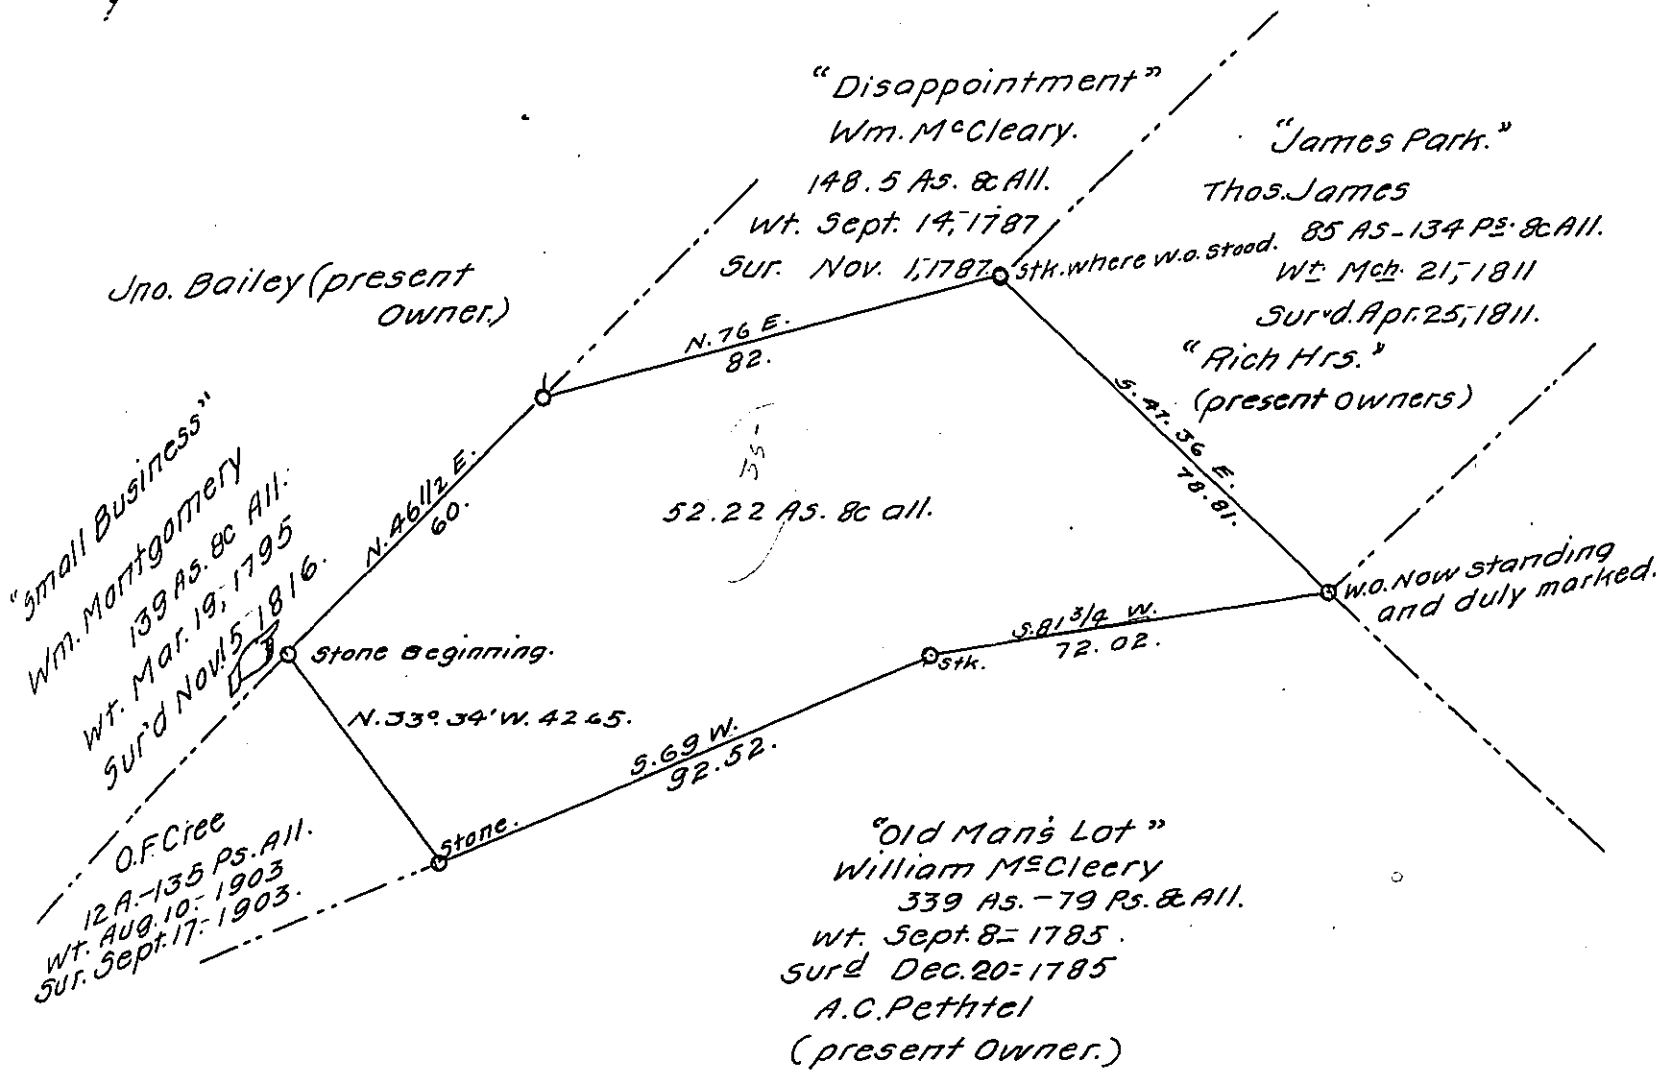 "Disappointment"
Wm. McCleary.
148.5 As. & All.
Wt. Sept. 14, 1787
Sur. Nov. 1, 1787.
"James Park."
Thos. James
85 As - 134 Ps. & All.
Wt. Mch. 21, 1811
Surv'd. Apr. 25, 1811.
"Rich Hrs."
(present owners)
Jno. Bailey (present
Owner.)
Stk. where w.o. stood.
N. 76 E.
82.
S. 47. 36 E.
78.81.
"Small Business"
Wm. Montgomery
139 As. & All.
Wt. Mar. 19, 1795
Sur'd Nov. 15 - 1816.
N. 46 1/2 E.
60.
52.22 As. & all.
W.O. Now standing
and duly marked.
S. 81 3/4 W.
72.02.
Stk.
Stone Beginning.
N. 33° 34' W. 42.65.
S. 69 W.
92.52.
Stone.
O.F. Cree
12 A. - 135 Ps. All.
Wt. Aug. 10 - 1903
Sur. Sept. 17 - 1903.
"Old Man's Lot"
William McCleery
339 As. - 79 Ps. & All.
Wt. Sept. 8 = 1785.
Surd Dec. 20 = 1785
A.C. Pethtel
(present Owner.)